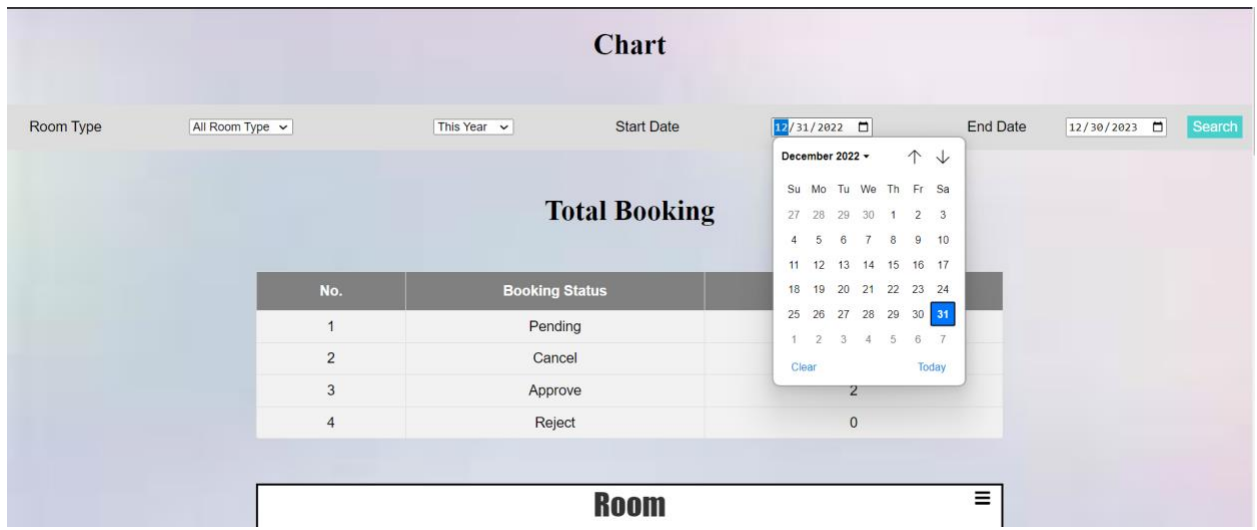 Chart
Room Type All Room Type This Year Start Date 12/31/2022 End Date 12/30/2023 Search
December 2022
Su Mo Tu We Th Fr Sa
27 28 29 30 1 2 3
4 5 6 7 8 9 10
11 12 13 14 15 16 17
18 19 20 21 22 23 24
25 26 27 28 29 30 31
1 2 3 4 5 6 7
Clear Today
Total Booking
No. Booking Status
1 Pending
2 Cancel
3 Approve 2
4 Reject 0
Room